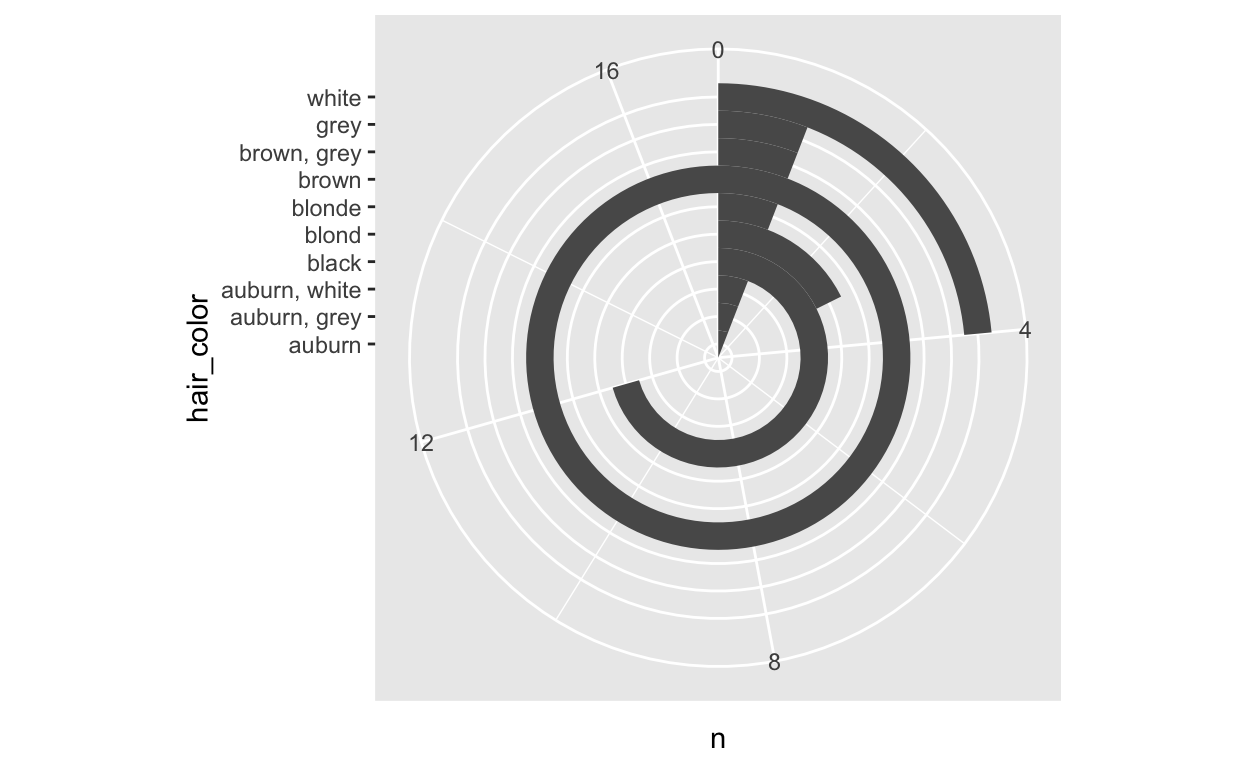 0
16
white
grey
brown, grey
brown
blonde
blond
black
auburn, white
auburn, grey
auburn
hair_color
4
12
8
n